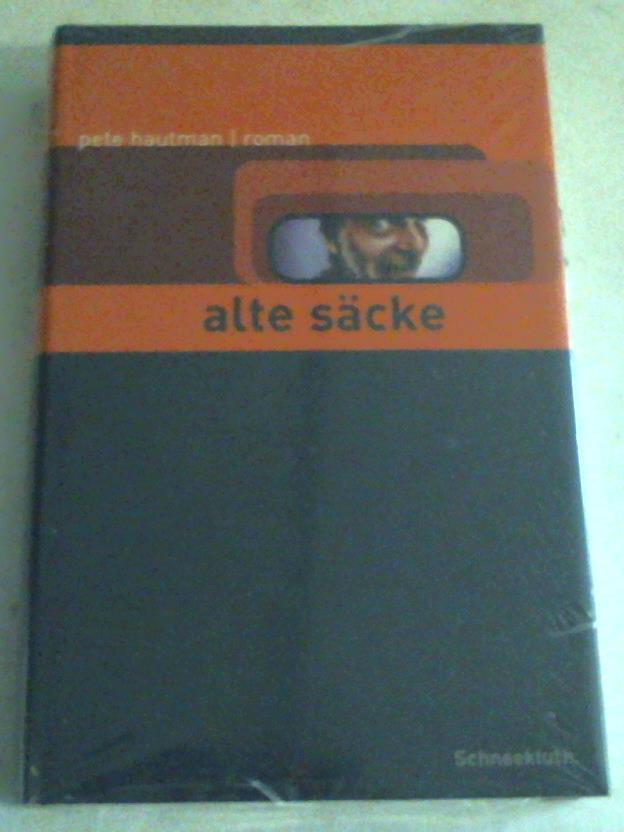 pete hautman | roman
alte säcke
Schneekluth